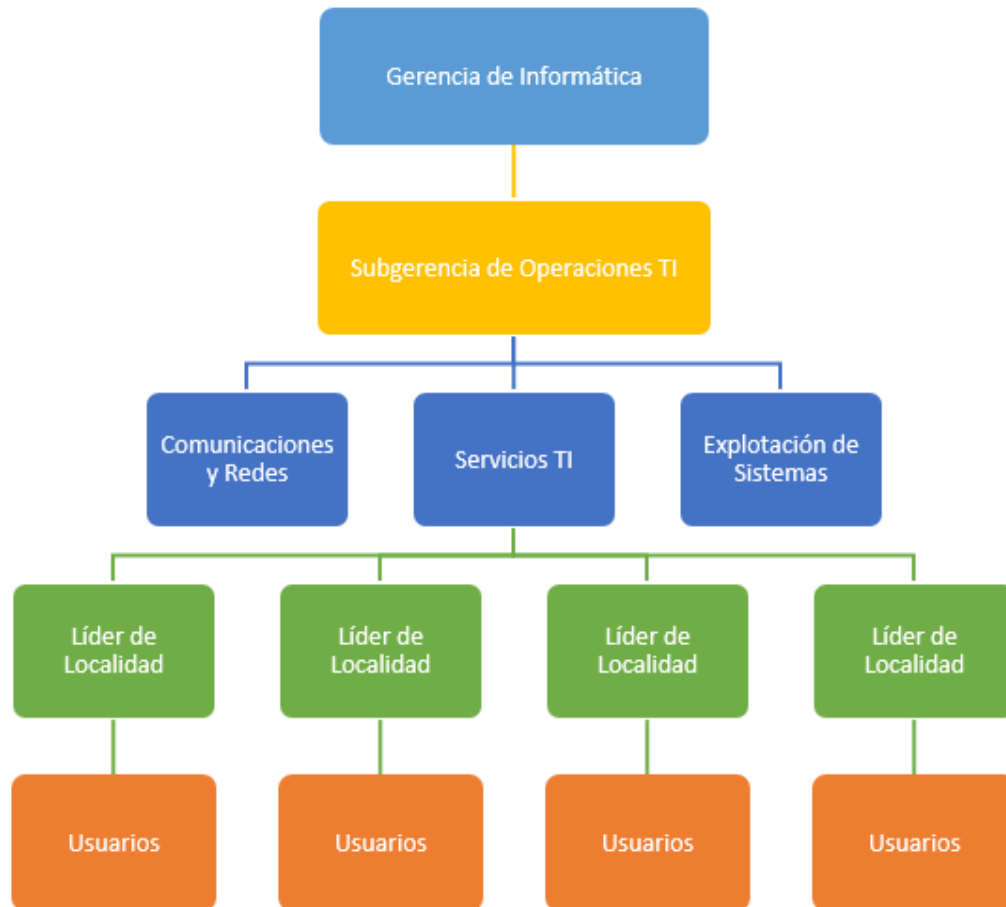 Gerencia de Informática
Subgerencia de Operaciones TI
Comunicaciones
y Redes
Servicios TI
Explotación de
Sistemas
Líder de
Localidad
Líder de
Localidad
Líder de
Localidad
Líder de
Localidad
Usuarios
Usuarios
Usuarios
Usuarios